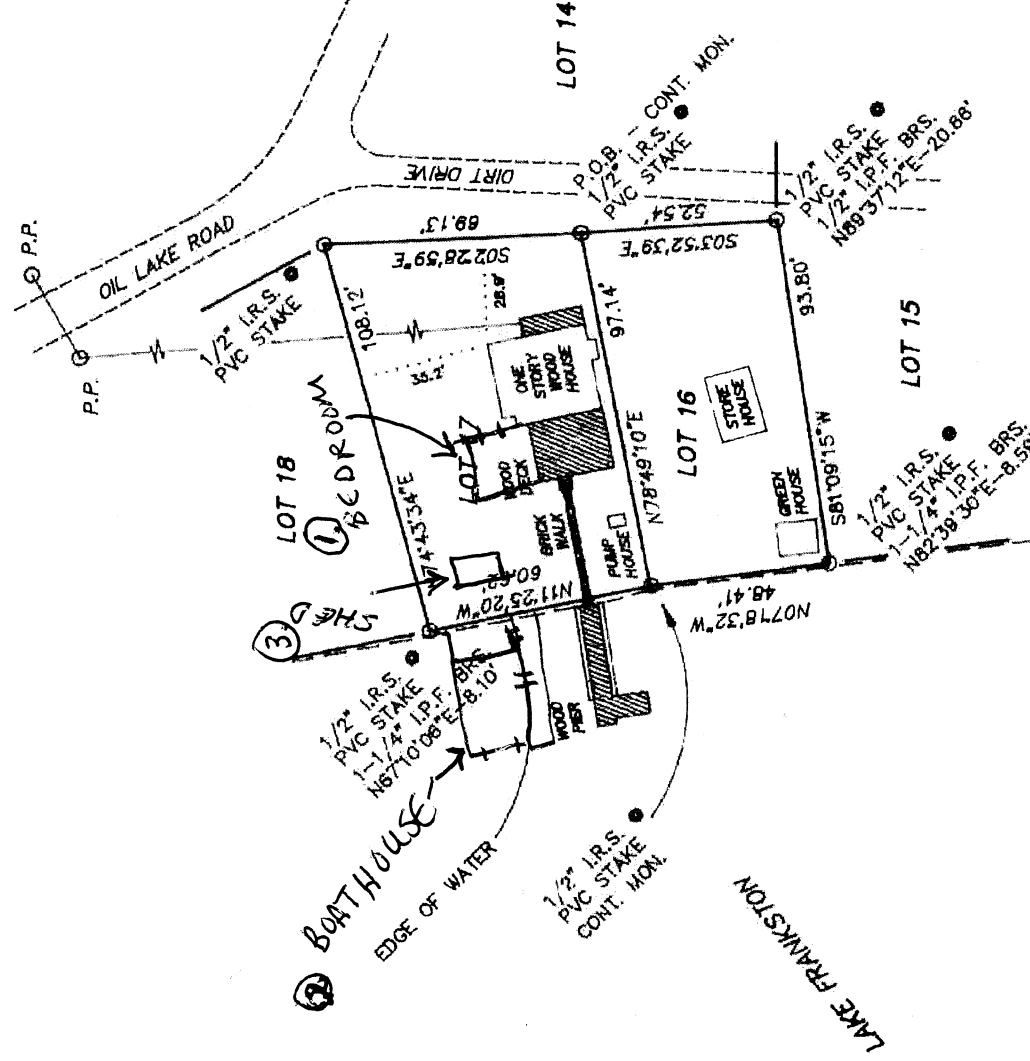 LOT 14
P.P.
P.P.
OIL LAKE ROAD
DIRT DRIVE
P.O.B. - CONT. MON.
1/2" I.R.S.
PVC STAKE
1/2" I.R.S.
PVC STAKE
1/2" I.P.F. BRS.
N89°37'12"E-20.86'
1/2" I.R.S.
PVC STAKE
69.13'
S02°28'59"E
52.54'
S03°52'39"E
108.12'
28.9'
35.2'
97.14'
N78°49'10"E
93.80'
S81°09'15"W
LOT 15
LOT 18
1. BEDROOM
ONE
STORY
WOOD
HOUSE
LOT 17
WOOD
DECK
LOT 16
STORE
HOUSE
GREEN
HOUSE
BRICK
WALK
PUMP
HOUSE
4°43'34"E
60.62'
N11°25'20"W
48.41'
N07°18'32"W
3. SHED
1/2" I.R.S.
PVC STAKE
1-1/4" I.P.F. BRS.
N67°10'06"E-8.10'
1/2" I.R.S.
PVC STAKE
1-1/4" I.P.F. BRS.
N82°39'30"E-8.59
WOOD
PIER
2 BOATHOUSE
EDGE OF WATER
1/2" I.R.S.
PVC STAKE
CONT. MON.
LAKE FRANKSTON